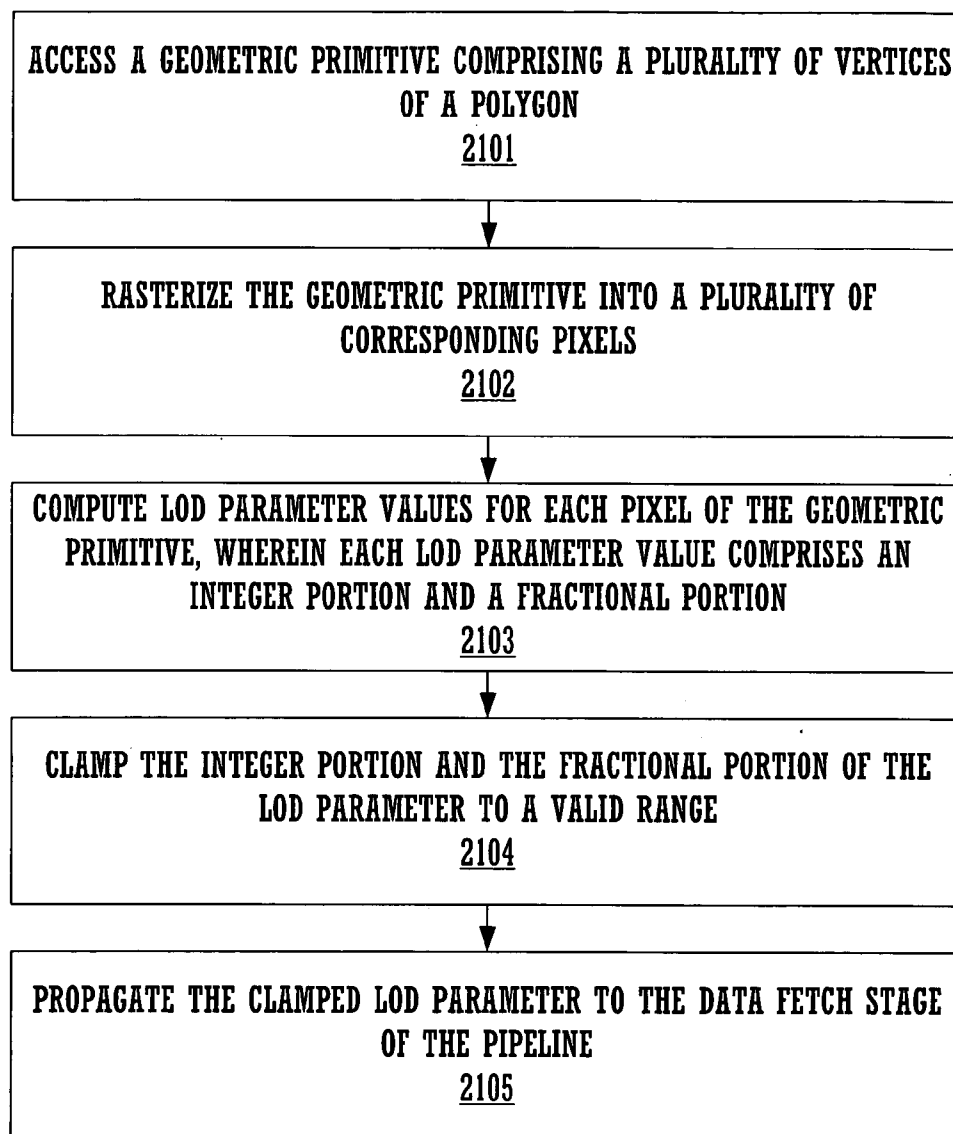 ACCESS A GEOMETRIC PRIMITIVE COMPRISING A PLURALITY OF VERTICES
OF A POLYGON
2101
RASTERIZE THE GEOMETRIC PRIMITIVE INTO A PLURALITY OF
CORRESPONDING PIXELS
2102
COMPUTE LOD PARAMETER VALUES FOR EACH PIXEL OF THE GEOMETRIC
PRIMITIVE, WHEREIN EACH LOD PARAMETER VALUE COMPRISES AN
INTEGER PORTION AND A FRACTIONAL PORTION
2103
CLAMP THE INTEGER PORTION AND THE FRACTIONAL PORTION OF THE
LOD PARAMETER TO A VALID RANGE
2104
PROPAGATE THE CLAMPED LOD PARAMETER TO THE DATA FETCH STAGE
OF THE PIPELINE
2105